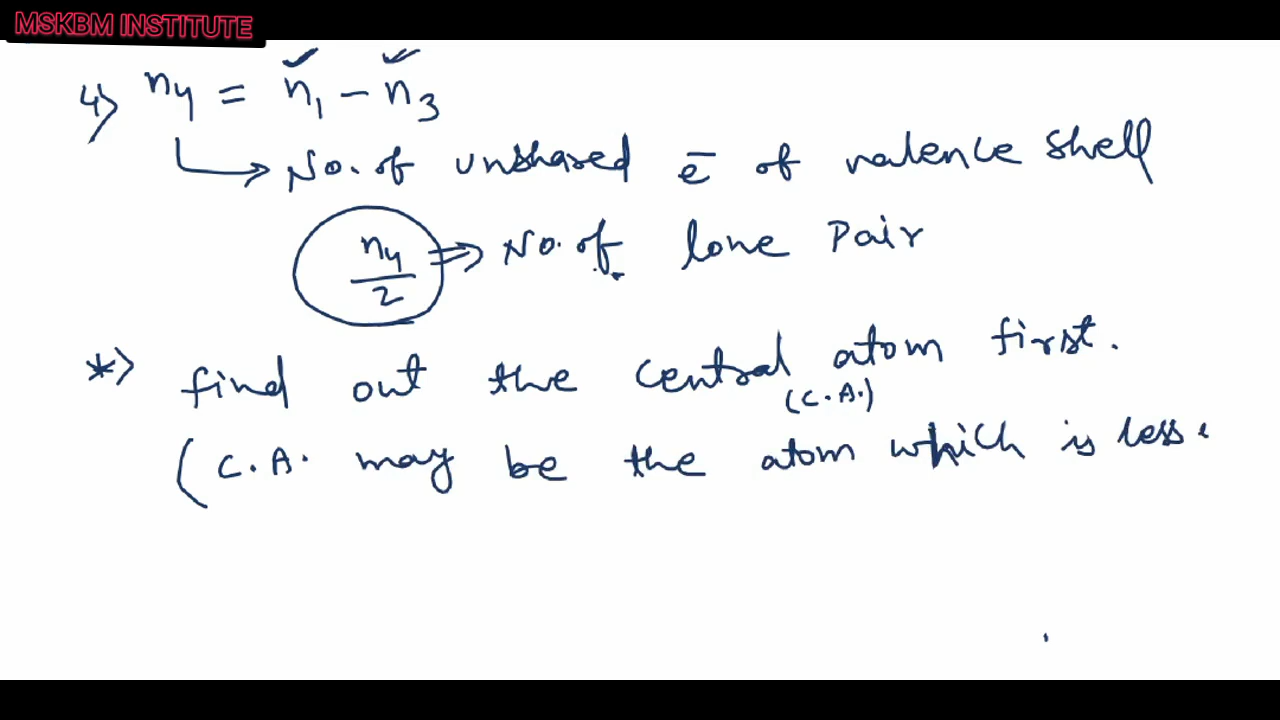 MSKBM INSTITUTE
4) n4 = n1 - n3
→ No. of unshared e̅ of valence shell
n4/2 ⇒ No. of lone Pair
*) find out the central atom first.
(C.A.)
(C.A. may be the atom which is less